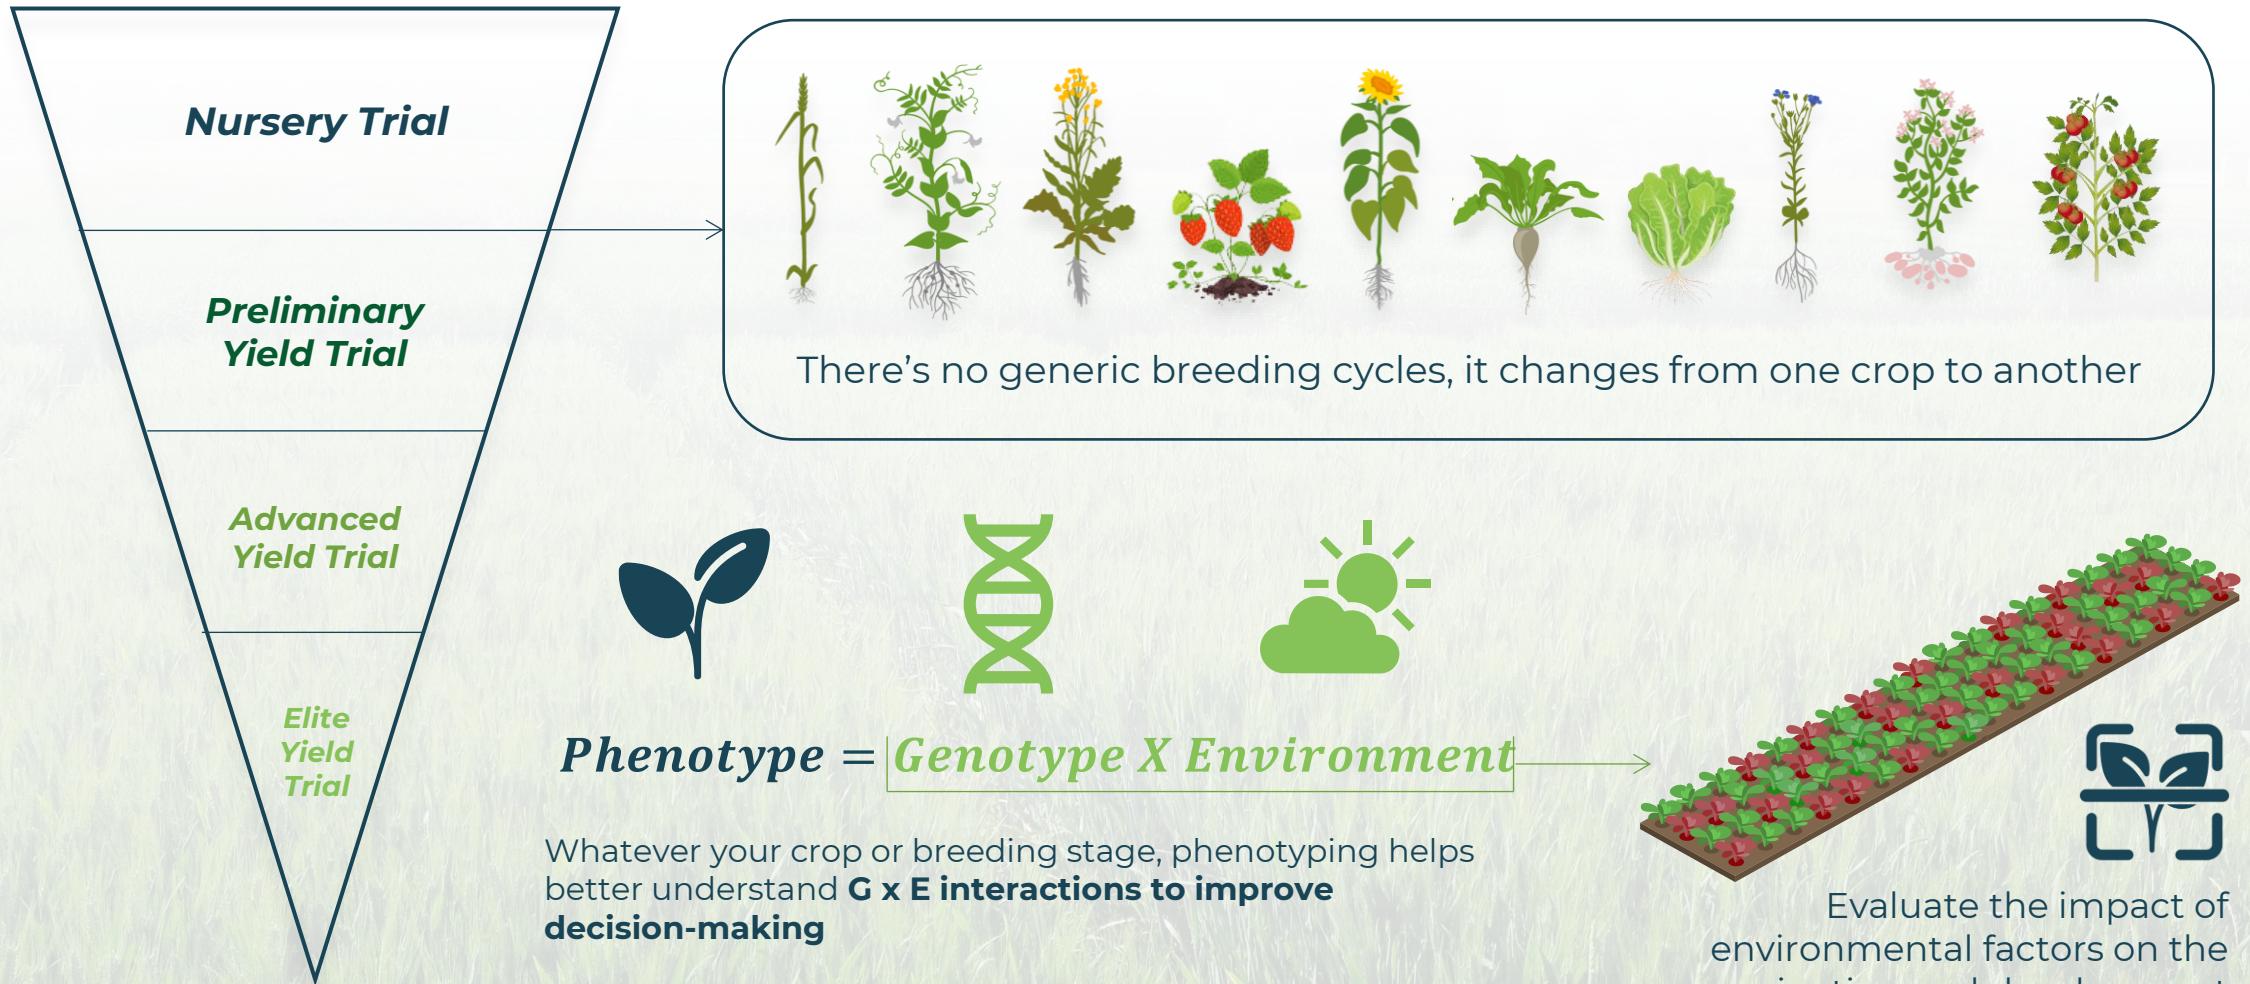 Nursery Trial
Preliminary
Yield Trial
Advanced
Yield Trial
Elite
Yield
Trial
There's no generic breeding cycles, it changes from one crop to another
Phenotype = Genotype X Environment
Whatever your crop or breeding stage, phenotyping helps
better understand G x E interactions to improve
decision-making
Evaluate the impact of
environmental factors on the